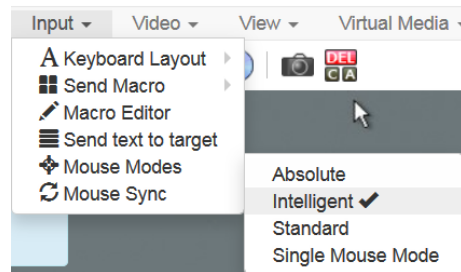 Input Video View Virtual Media
Keyboard Layout
Send Macro
Macro Editor
Send text to target
Mouse Modes
Mouse Sync
DEL
C A
Absolute
Intelligent
Standard
Single Mouse Mode